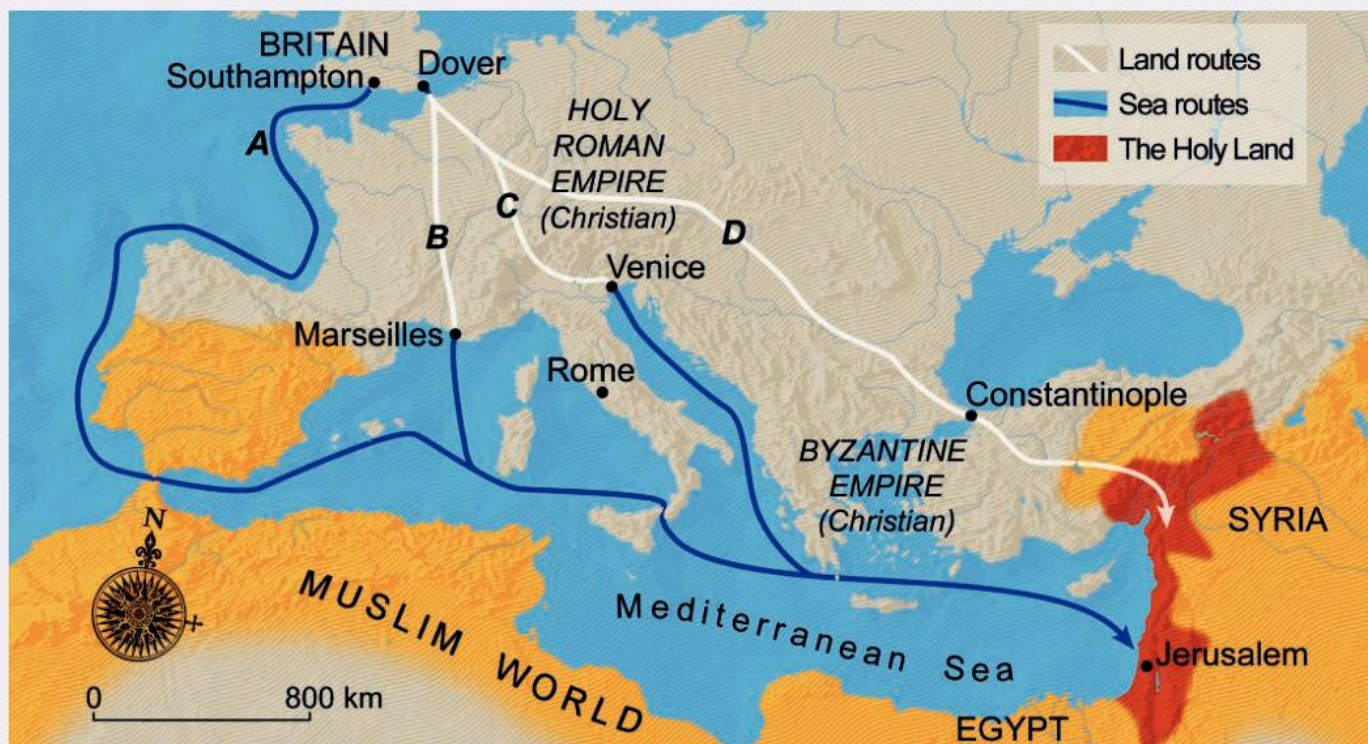 BRITAIN
Southampton
Dover
A
HOLY
ROMAN
EMPIRE
(Christian)
B
C
D
Venice
Marseilles
Rome
Constantinople
BYZANTINE
EMPIRE
(Christian)
SYRIA
N
MUSLIM WORLD
Mediterranean Sea
Jerusalem
0 800 km
EGYPT
Land routes
Sea routes
The Holy Land